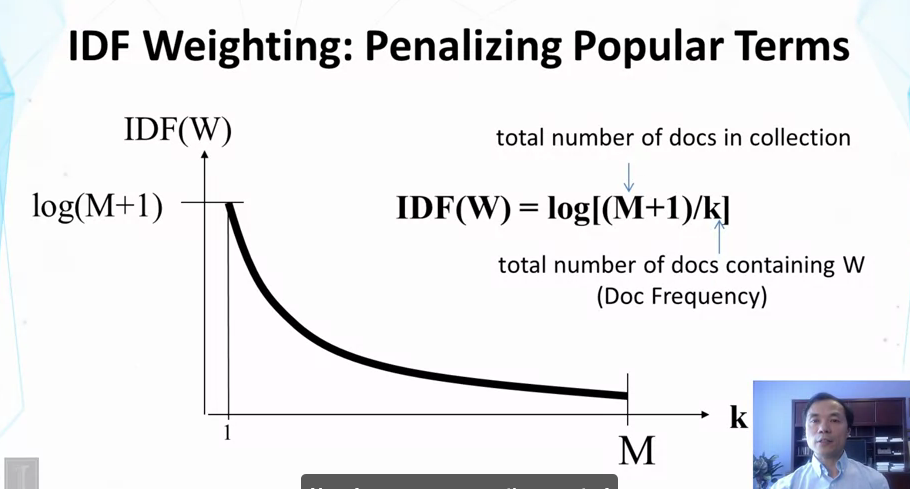 IDF Weighting: Penalizing Popular Terms
IDF(W)
total number of docs in collection
log(M+1)
IDF(W) = log[(M+1)/k]
total number of docs containing W
(Doc Frequency)
k
1
M